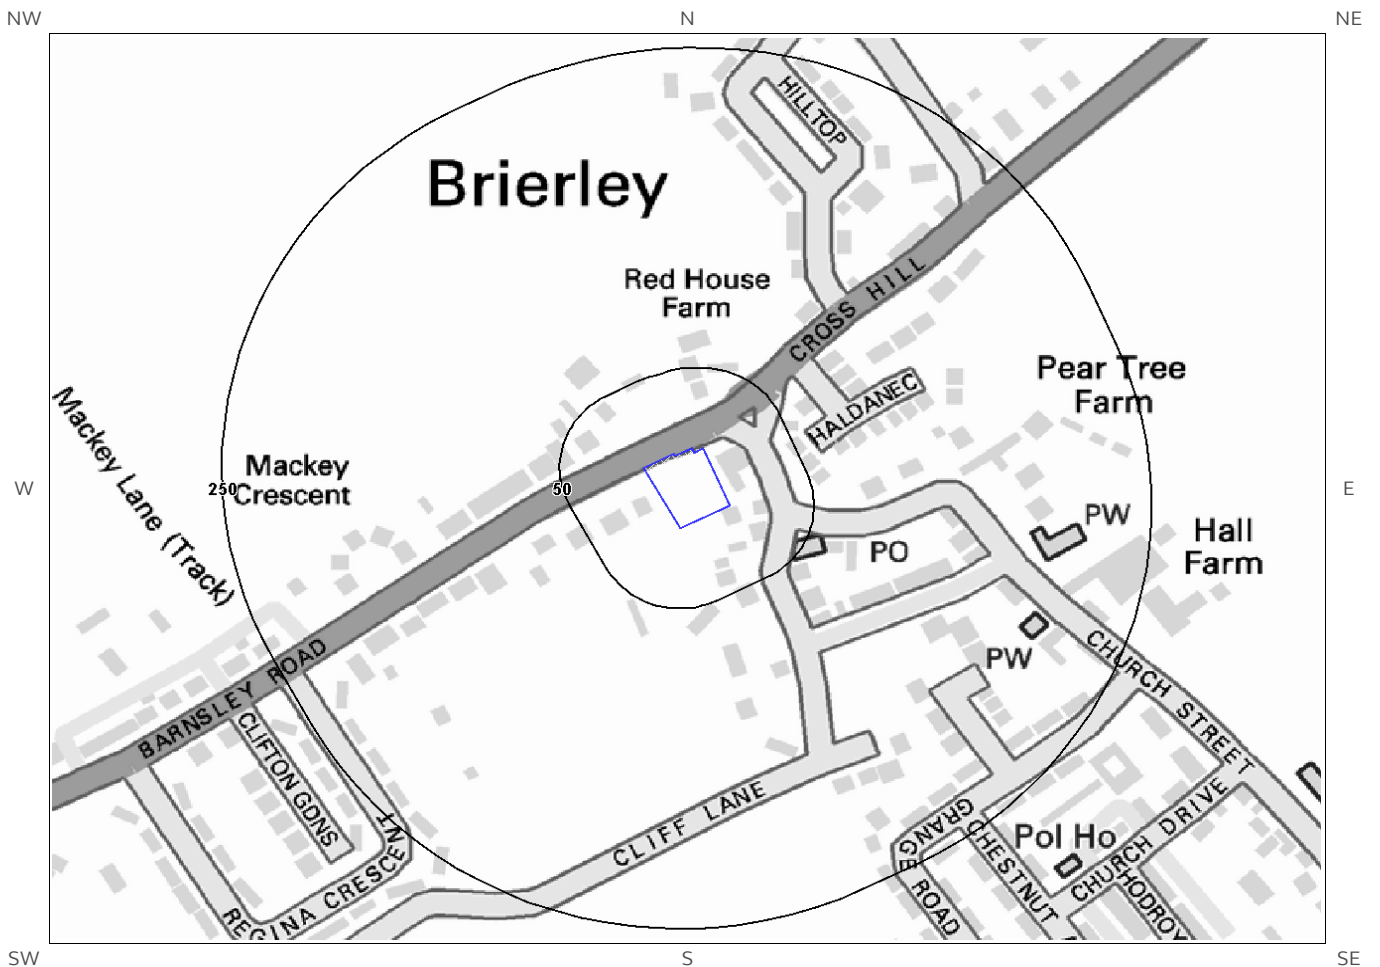 NW
N
NE
HILLTOP
Brierley
Red House
Farm
CROSS HILL
Pear Tree
Farm
HALDANEC
Mackey Lane (Track)
Mackey
Crescent
W
250
50
E
PW
PO
Hall
Farm
PW
BARNSLEY ROAD
CHURCH STREET
CLIFTON GDNS
CLIFF LANE
GRANGE ROAD
CHESTNUT
Pol Ho
CHURCH DRIVE
HODROY
REGINA CRESCENT
SW
S
SE